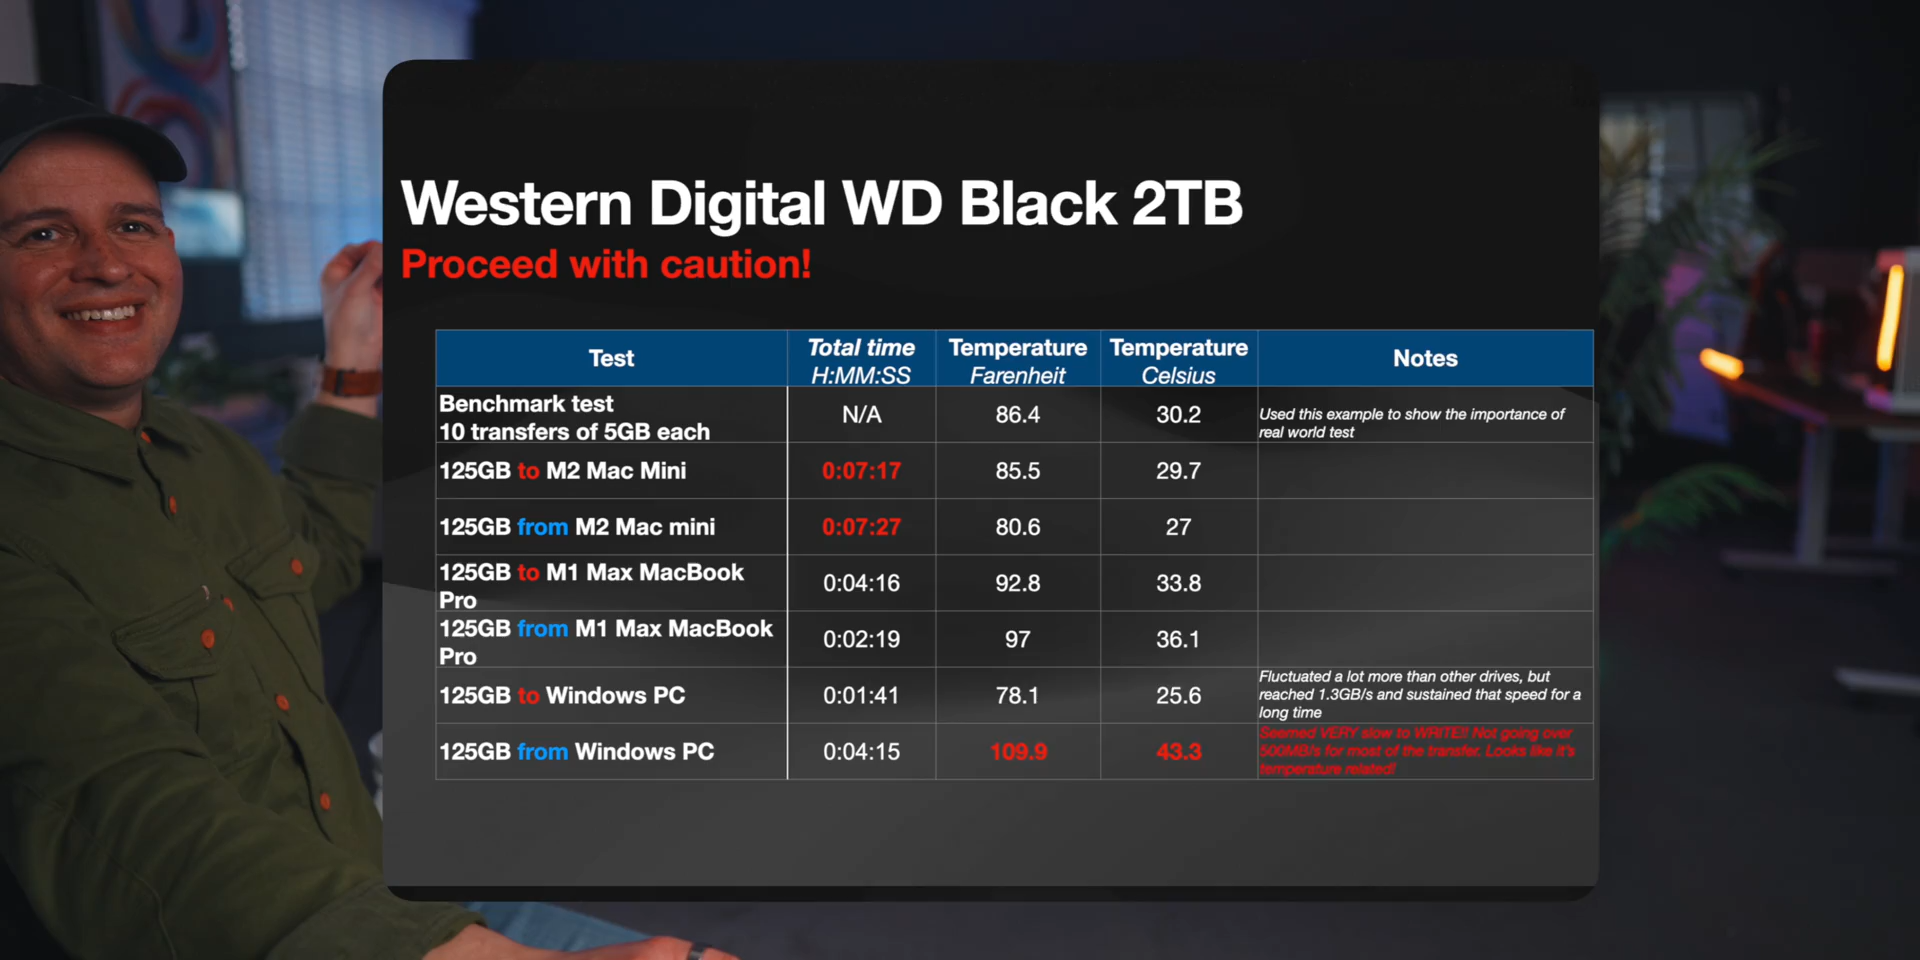 Western Digital WD Black 2TB
Proceed with caution!
Test
Total time
H:MM:SS
Temperature
Farenheit
Temperature
Celsius
Notes
Benchmark test
10 transfers of 5GB each
N/A
86.4
30.2
Used this example to show the importance of
real world test
125GB to M2 Mac Mini
0:07:17
85.5
29.7
125GB from M2 Mac mini
0:07:27
80.6
27
125GB to M1 Max MacBook
Pro
0:04:16
92.8
33.8
125GB from M1 Max MacBook
Pro
0:02:19
97
36.1
125GB to Windows PC
0:01:41
78.1
25.6
Fluctuated a lot more than other drives, but
reached 1.3GB/s and sustained that speed for a
long time
125GB from Windows PC
0:04:15
109.9
43.3
Seemed VERY slow to WRITE!! Not going over
500MB/s for most of the transfer. Looks like it's
temperature related!